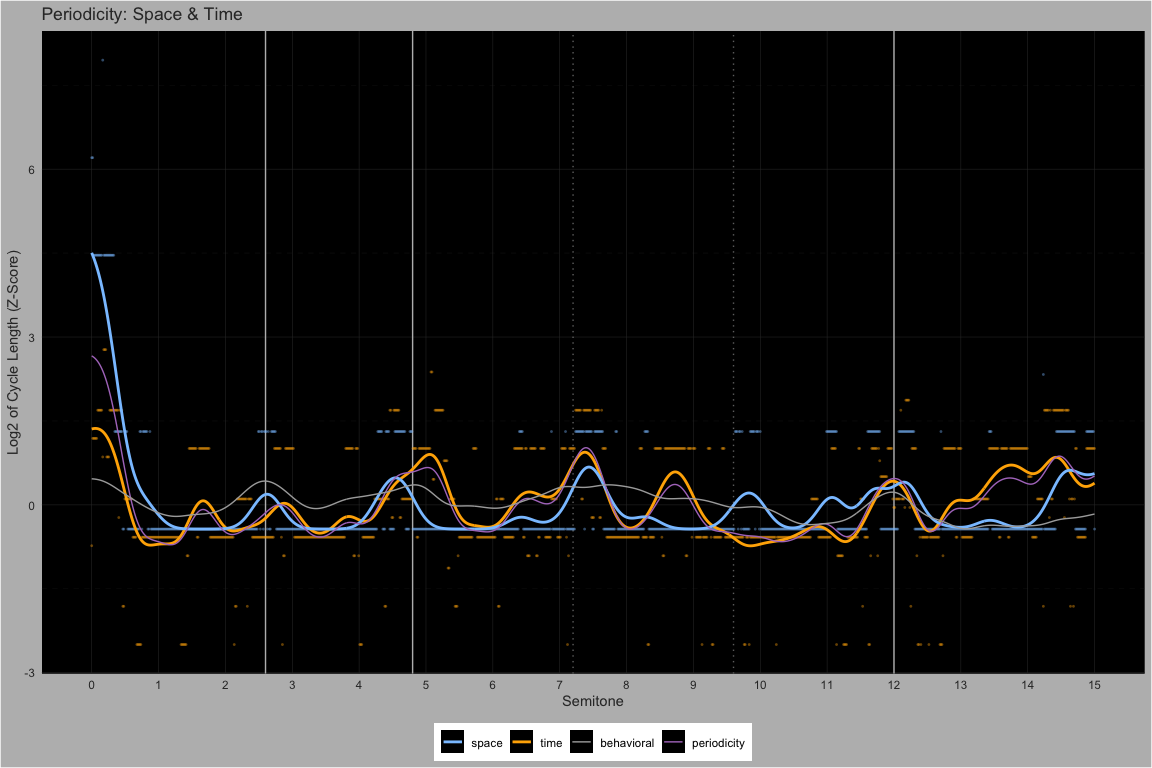 Periodicity: Space & Time
Log2 of Cycle Length (Z-Score)
6
3
0
-3
0 1 2 3 4 5 6 7 8 9 10 11 12 13 14 15
Semitone
space time behavioral periodicity